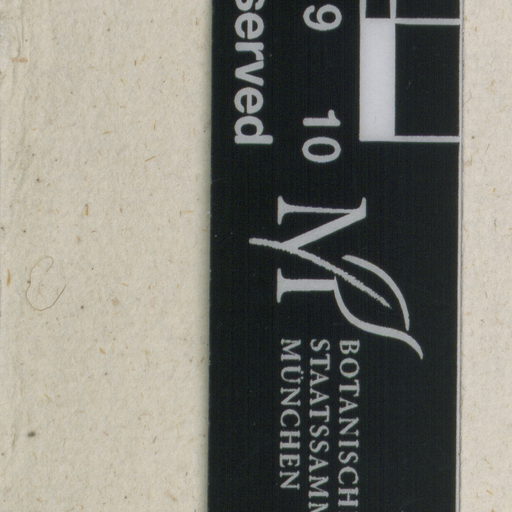 served
9 10
M
BOTANISCH
STAATSSAMM
MÜNCHEN